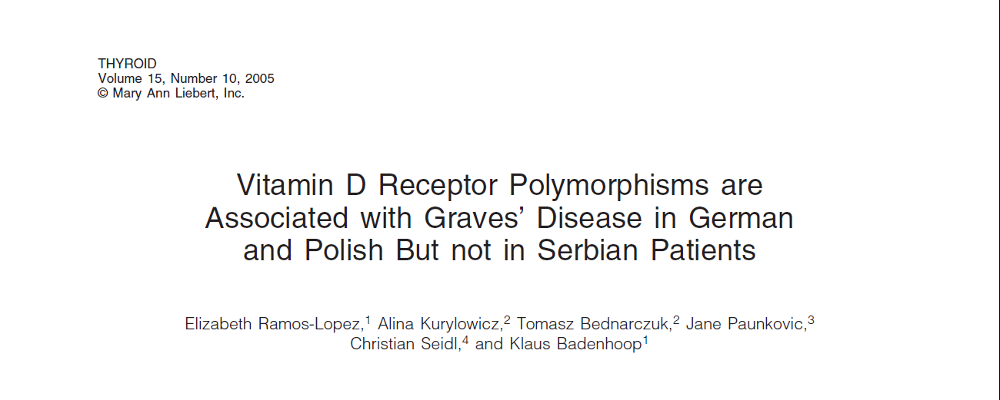 THYROID
Volume 15, Number 10, 2005
© Mary Ann Liebert, Inc.
Vitamin D Receptor Polymorphisms are
Associated with Graves’ Disease in German
and Polish But not in Serbian Patients
Elizabeth Ramos-Lopez,1 Alina Kurylowicz,2 Tomasz Bednarczuk,2 Jane Paunkovic,3
Christian Seidl,4 and Klaus Badenhoop1